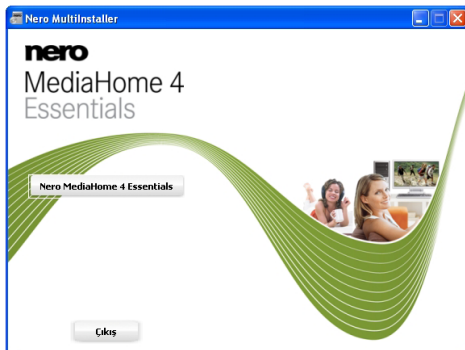 Nero MultiInstaller
nero
MediaHome 4
Essentials
Nero MediaHome 4 Essentials
Çıkış